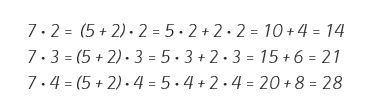 7 · 2 = (5 + 2) · 2 = 5 · 2 + 2 · 2 = 10 + 4 = 14
7 · 3 = (5 + 2) · 3 = 5 · 3 + 2 · 3 = 15 + 6 = 21
7 · 4 = (5 + 2) · 4 = 5 · 4 + 2 · 4 = 20 + 8 = 28